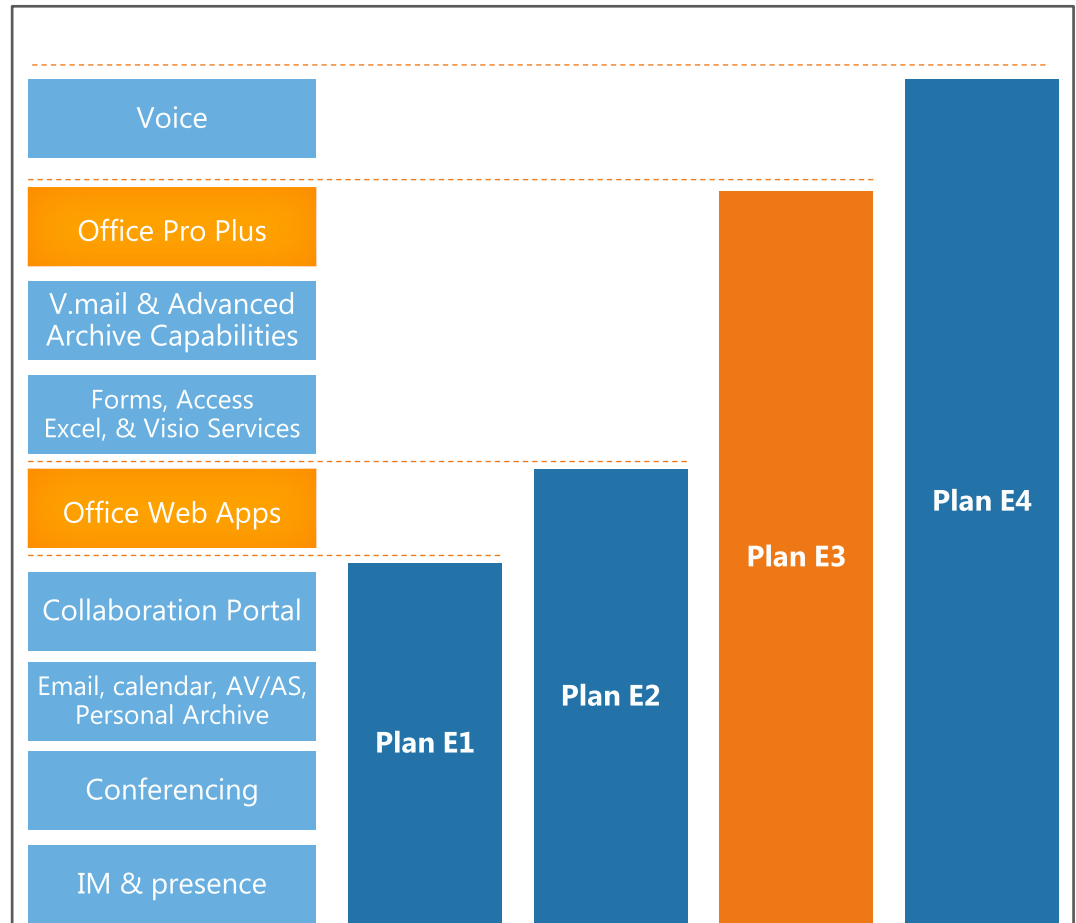 Voice
Office Pro Plus
V.mail & Advanced
Archive Capabilities
Forms, Access
Excel, & Visio Services
Office Web Apps
Collaboration Portal
Email, calendar, AV/AS,
Personal Archive
Conferencing
IM & presence
Plan E1
Plan E2
Plan E3
Plan E4